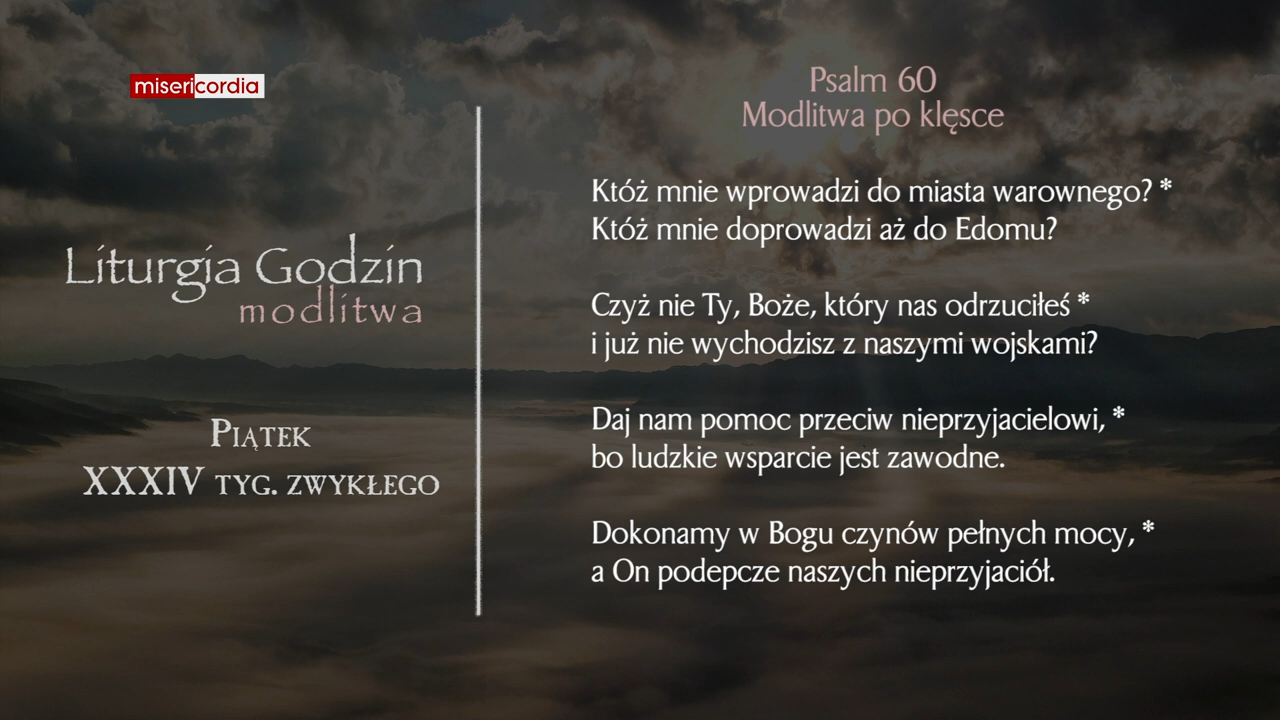 misericordia
Liturgia Godzin
modlitwa
Piątek
XXXIV tyg. zwykłego
Psalm 60
Modlitwa po klęsce
Któż mnie wprowadzi do miasta warownego? *
Któż mnie doprowadzi aż do Edomu?
Czyż nie Ty, Boże, który nas odrzuciłeś *
i już nie wychodzisz z naszymi wojskami?
Daj nam pomoc przeciw nieprzyjacielowi, *
bo ludzkie wsparcie jest zawodne.
Dokonamy w Bogu czynów pełnych mocy, *
a On podepcze naszych nieprzyjaciół.